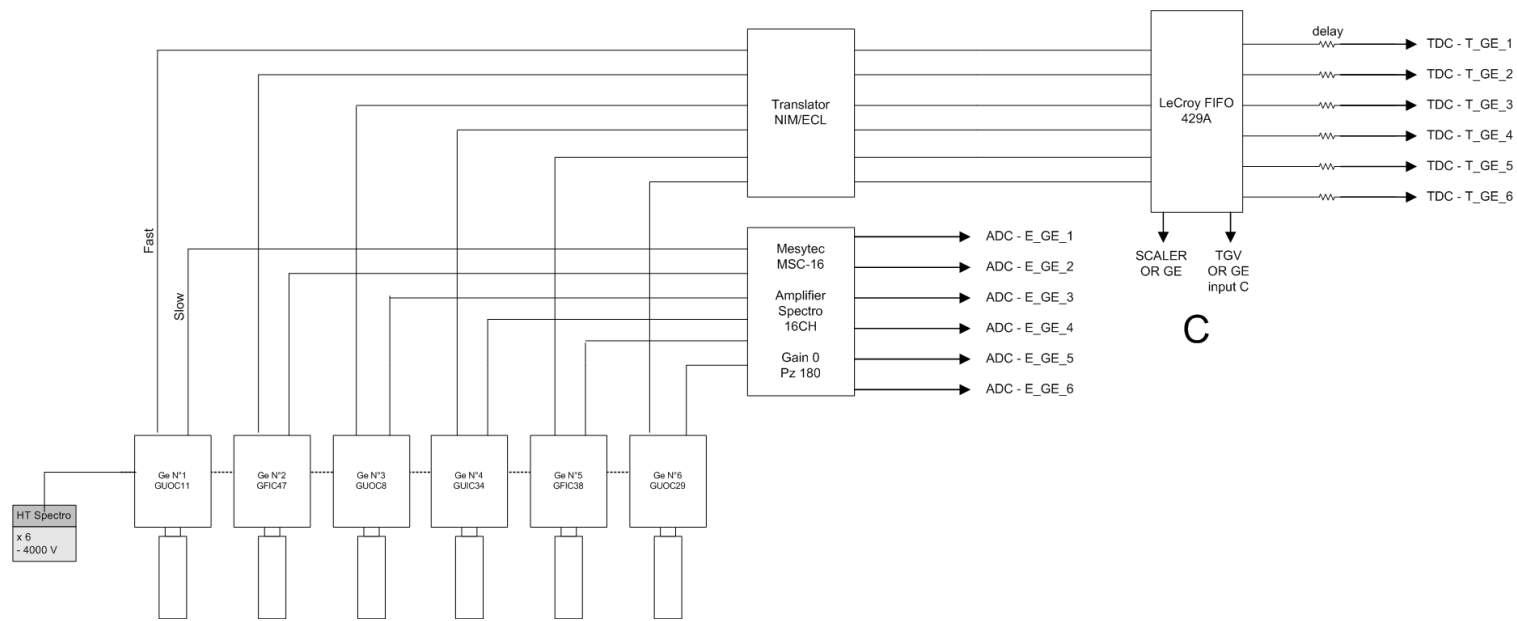 delay
TDC - T_GE_1
TDC - T_GE_2
TDC - T_GE_3
TDC - T_GE_4
TDC - T_GE_5
TDC - T_GE_6
Translator
NIM/ECL
LeCroy FIFO
429A
Fast
Slow
Mesytec
MSC-16
Amplifier
Spectro
16CH
Gain 0
Pz 180
ADC - E_GE_1
ADC - E_GE_2
ADC - E_GE_3
ADC - E_GE_4
ADC - E_GE_5
ADC - E_GE_6
SCALER
OR GE
TGV
OR GE
input C
C
Ge N°1
GUOC11
Ge N°2
GFIC47
Ge N°3
GUOC8
Ge N°4
GUIC34
Ge N°5
GFIC38
Ge N°6
GUOC29
HT Spectro
x 6
- 4000 V